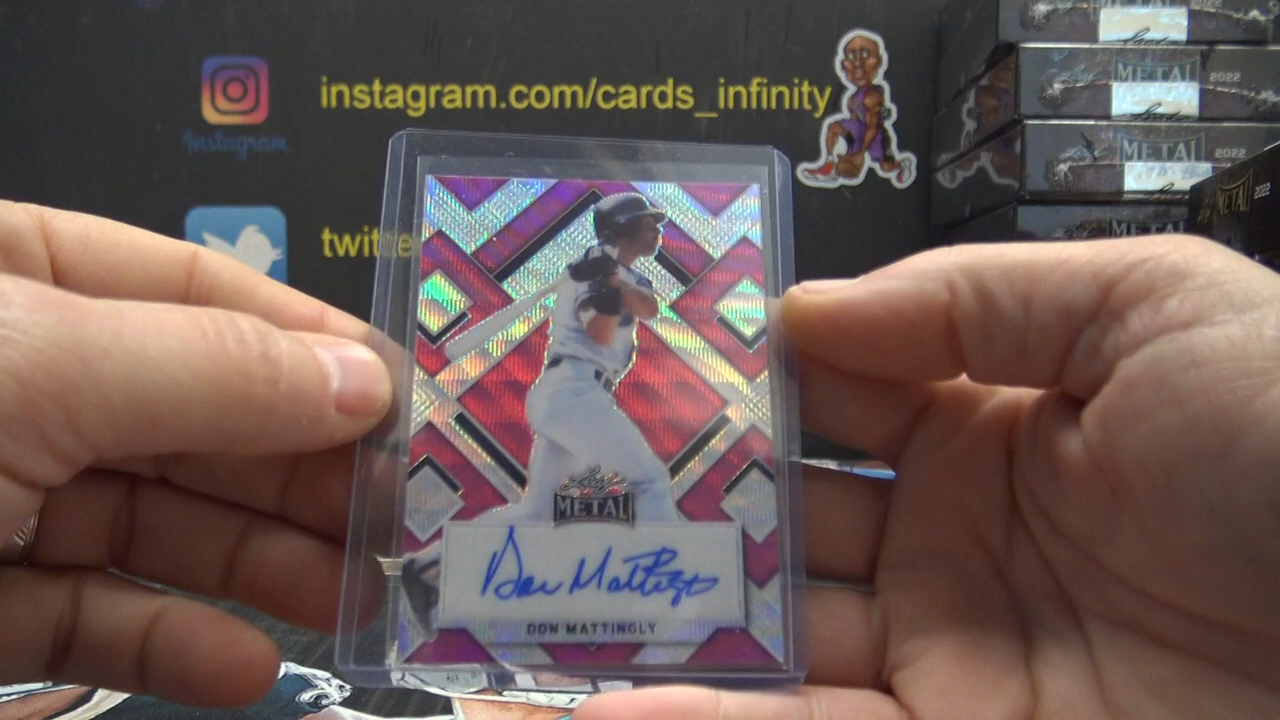 instagram.com/cards_infinity
Instagram
twitte
METAL 2022
METAL 2022
METAL 2022
Leaf
METAL
Don Mattingly
DON MATTINGLY